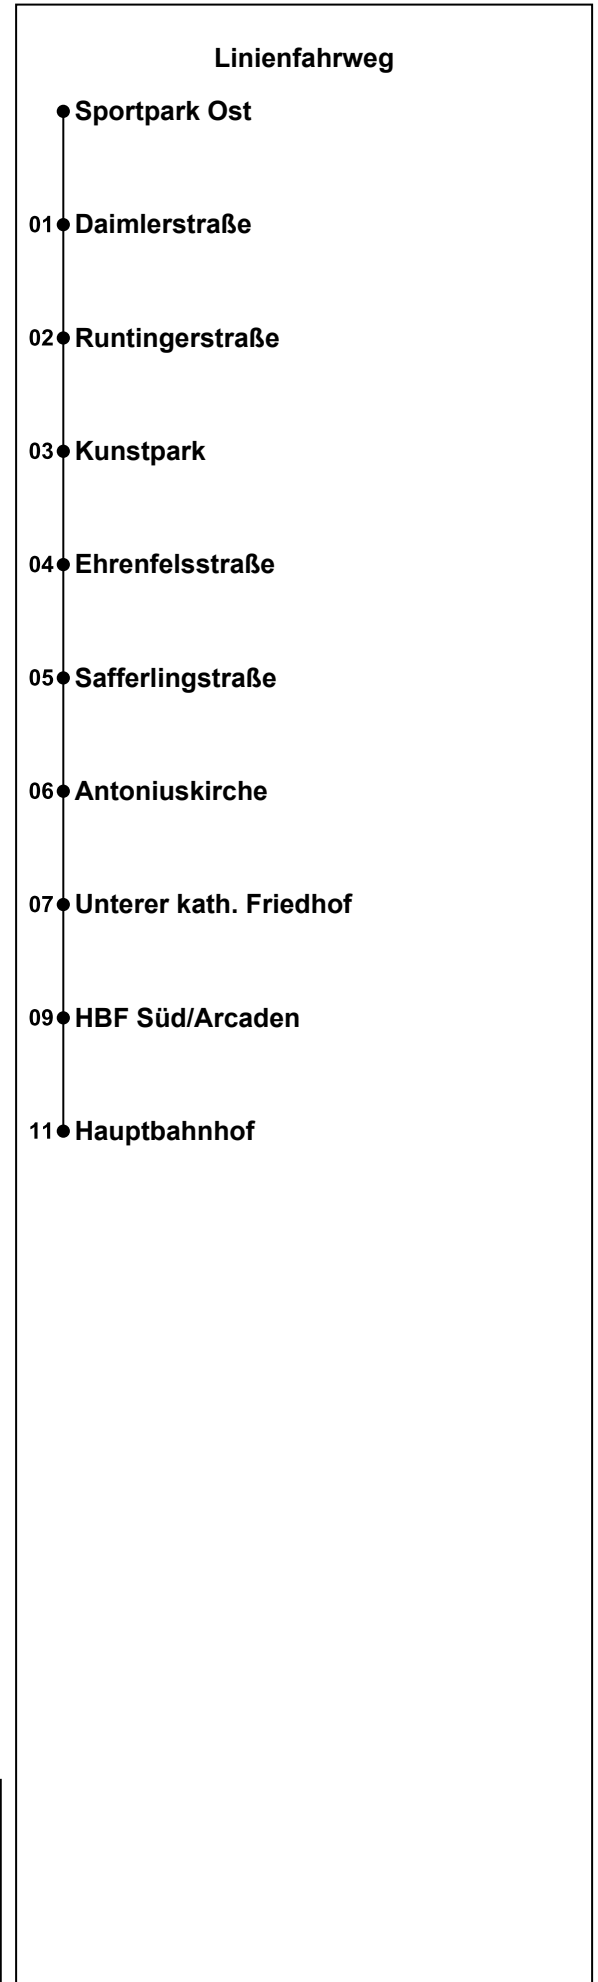 Linienfahrweg
Sportpark Ost
01 Daimlerstraße
02 Runtingerstraße
03 Kunstpark
04 Ehrenfelsstraße
05 Safferlingstraße
06 Antoniuskirche
07 Unterer kath. Friedhof
09 HBF Süd/Arcaden
11 Hauptbahnhof